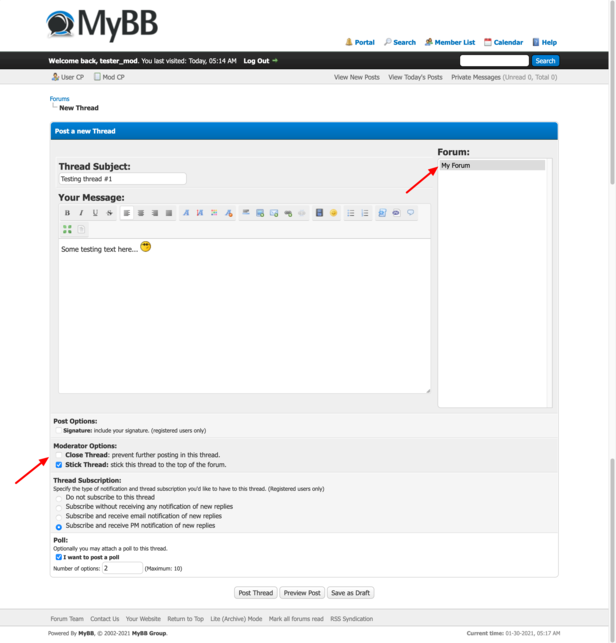 MyBB
Portal Search Member List Calendar Help
Welcome back, tester_mod. You last visited: Today, 05:14 AM Log Out
Search
User CP Mod CP
View New Posts View Today's Posts Private Messages (Unread 0, Total 0)
Forums
New Thread
Post a new Thread
Forum:
My Forum
Thread Subject:
Testing thread #1
Your Message:
B I U S
Some testing text here...
Post Options:
Signature: include your signature. (registered users only)
Moderator Options:
Close Thread: prevent further posting in this thread.
Stick Thread: stick this thread to the top of the forum.
Thread Subscription:
Specify the type of notification and thread subscription you'd like to have to this thread. (Registered users only)
Do not subscribe to this thread
Subscribe without receiving any notification of new replies
Subscribe and receive email notification of new replies
Subscribe and receive PM notification of new replies
Poll:
Optionally you may attach a poll to this thread.
I want to post a poll
Number of options: 2 (Maximum: 10)
Post Thread Preview Post Save as Draft
Forum Team Contact Us Your Website Return to Top Lite (Archive) Mode Mark all forums read RSS Syndication
Powered By MyBB, © 2002-2021 MyBB Group.
Current time: 01-30-2021, 05:17 AM